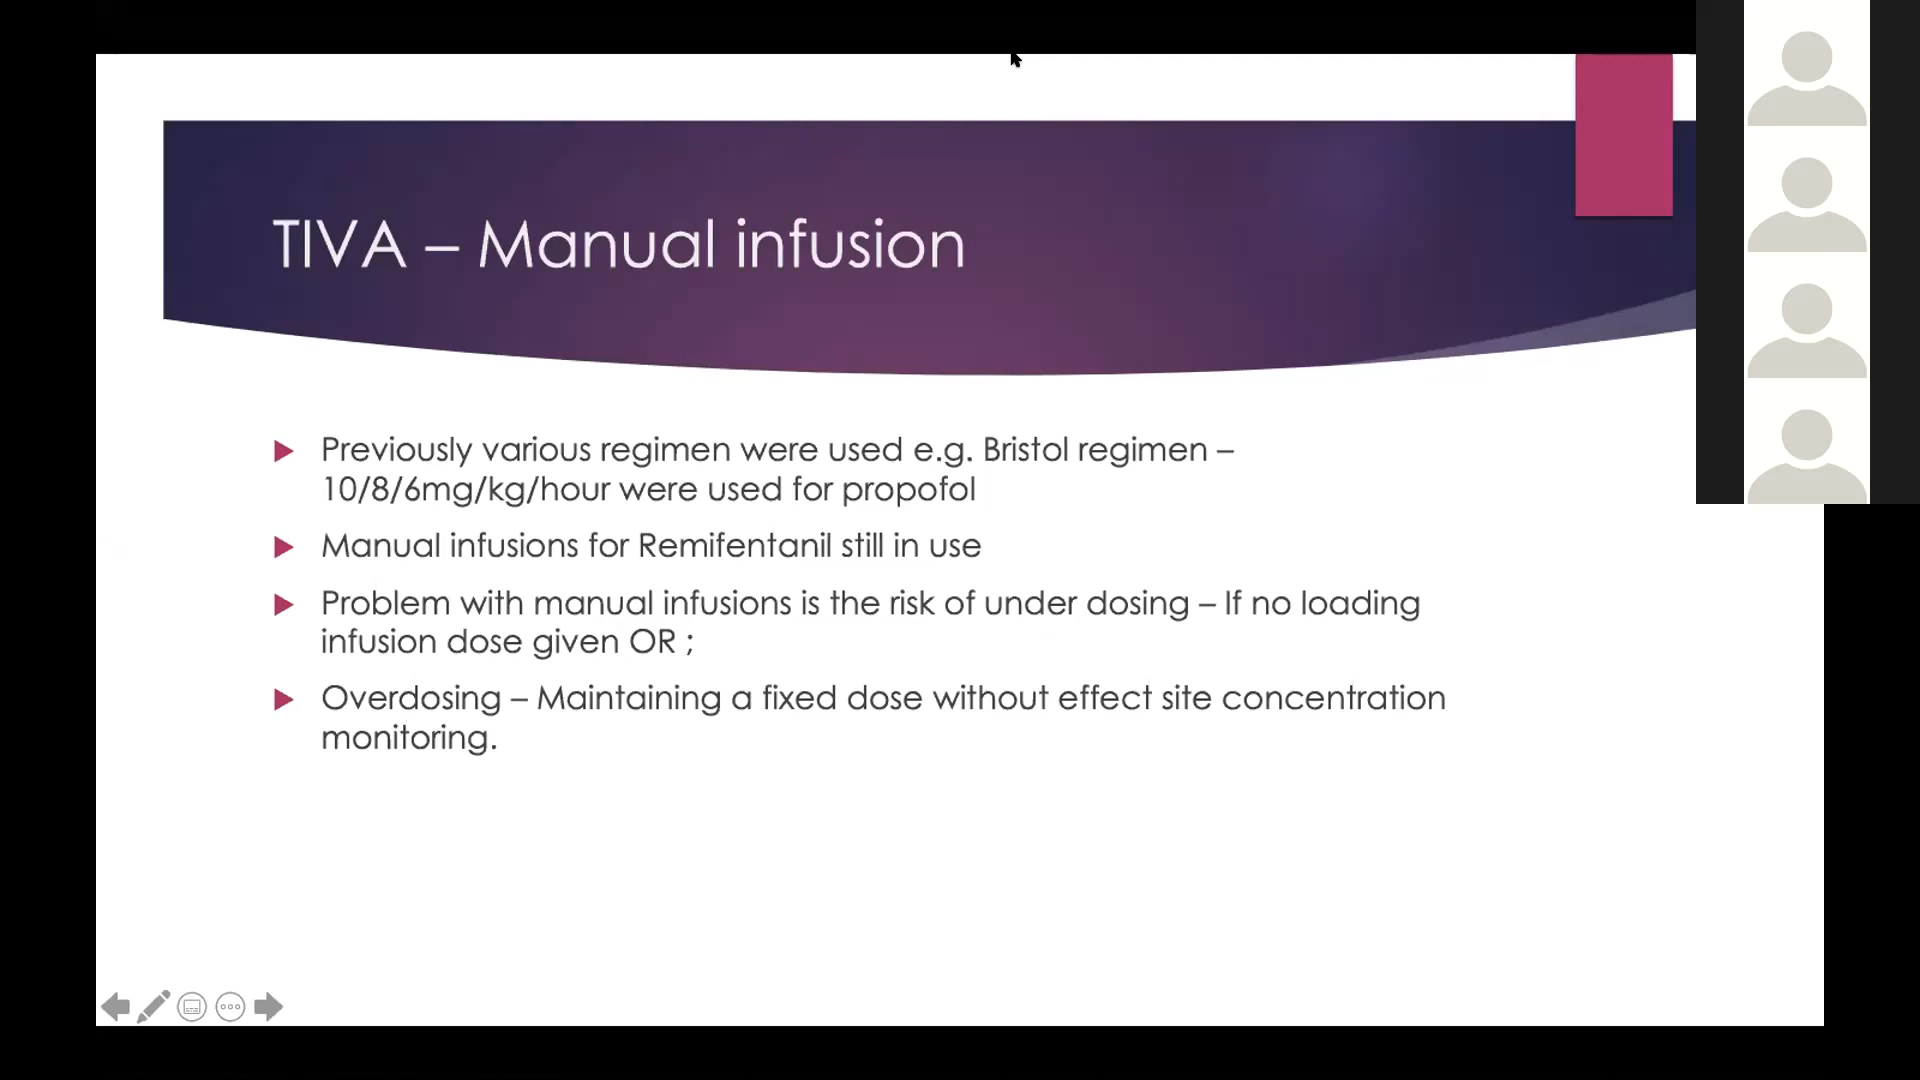 TIVA – Manual infusion
Previously various regimen were used e.g. Bristol regimen –
10/8/6mg/kg/hour were used for propofol
Manual infusions for Remifentanil still in use
Problem with manual infusions is the risk of under dosing – If no loading
infusion dose given OR ;
Overdosing – Maintaining a fixed dose without effect site concentration
monitoring.